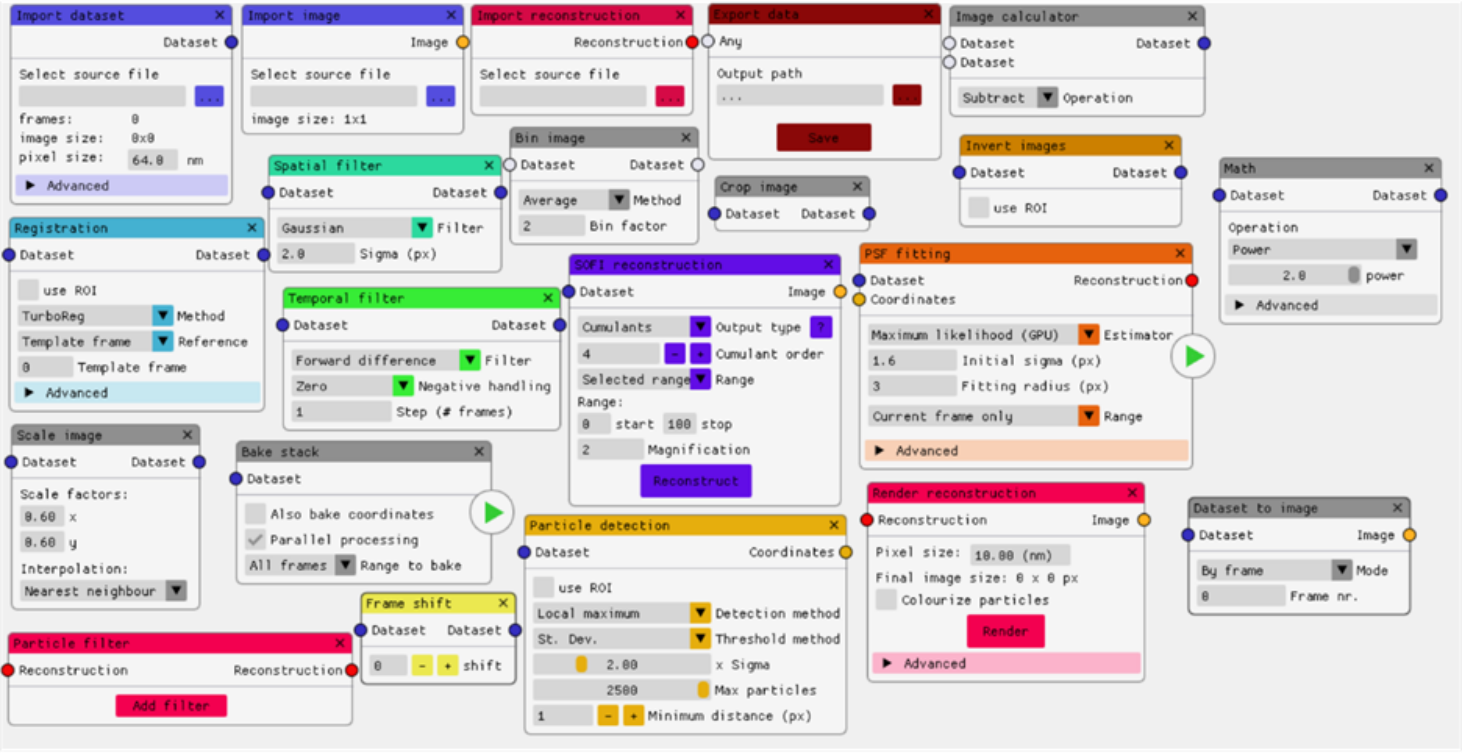 Import dataset ×
Dataset
Select source file
...
frames: 0
image size: 0x0
pixel size: 64.0 nm
▶ Advanced
Import image ×
Image
Select source file
...
image size: 1x1
Import reconstruction ×
Reconstruction
Select source file
...
Export data ×
Any
Output path
... ...
Save
Image calculator ×
Dataset Dataset
Dataset
Subtract ▼ Operation
Spatial filter ×
Dataset Dataset
Gaussian ▼ Filter
2.0 Sigma (px)
Bin image ×
Dataset Dataset
Average ▼ Method
2 Bin factor
Crop image ×
Dataset Dataset
Invert images ×
Dataset Dataset
use ROI
Math ×
Dataset Dataset
Operation
Power ▼
2.0 power
▶ Advanced
Registration ×
Dataset Dataset
use ROI
TurboReg ▼ Method
Template frame ▼ Reference
0 Template frame
▶ Advanced
Temporal filter ×
Dataset Dataset
Forward difference ▼ Filter
Zero ▼ Negative handling
1 Step (# frames)
SOFI reconstruction ×
Dataset Image
Cumulants ▼ Output type ?
4 - + Cumulant order
Selected range ▼ Range
Range:
0 start 100 stop
2 Magnification
Reconstruct
PSF fitting ×
Dataset Reconstruction
Coordinates
Maximum likelihood (GPU) ▼ Estimator
1.6 Initial sigma (px)
3 Fitting radius (px)
Current frame only ▼ Range
▶ Advanced
Scale image ×
Dataset Dataset
Scale factors:
0.60 x
0.60 y
Interpolation:
Nearest neighbour ▼
Bake stack ×
Dataset
Also bake coordinates
✓ Parallel processing
All frames ▼ Range to bake
Particle detection ×
Dataset Coordinates
use ROI
Local maximum ▼ Detection method
St. Dev. ▼ Threshold method
2.00 x Sigma
2500 Max particles
1 - + Minimum distance (px)
Render reconstruction ×
Reconstruction Image
Pixel size: 10.00 (nm)
Final image size: 0 x 0 px
Colourize particles
Render
▶ Advanced
Dataset to image ×
Dataset Image
By frame ▼ Mode
0 Frame nr.
Particle filter ×
Reconstruction Reconstruction
Add filter
Frame shift ×
Dataset Dataset
0 - + shift